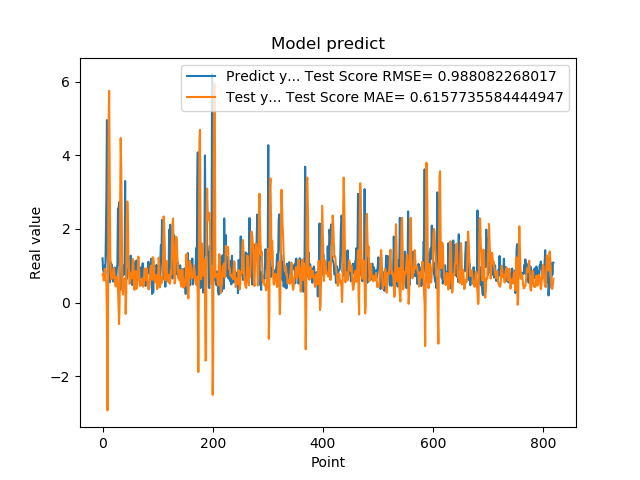 Model predict
Predict y... Test Score RMSE= 0.988082268017
Test y... Test Score MAE= 0.6157735584444947
Real value
6
4
2
0
−2
0 200 400 600 800
Point